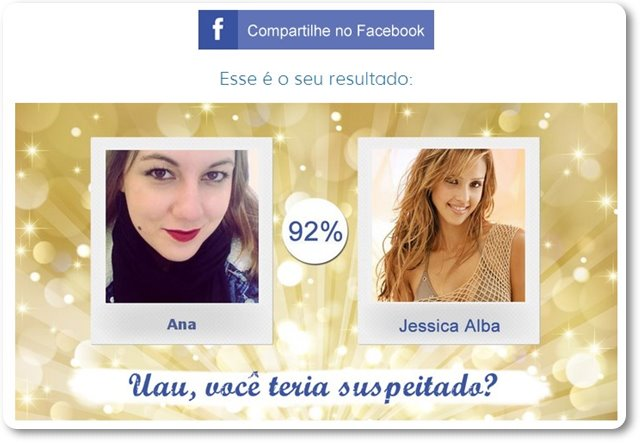 f Compartilhe no Facebook
Esse é o seu resultado:
92%
Ana
Jessica Alba
Uau, você teria suspeitado?